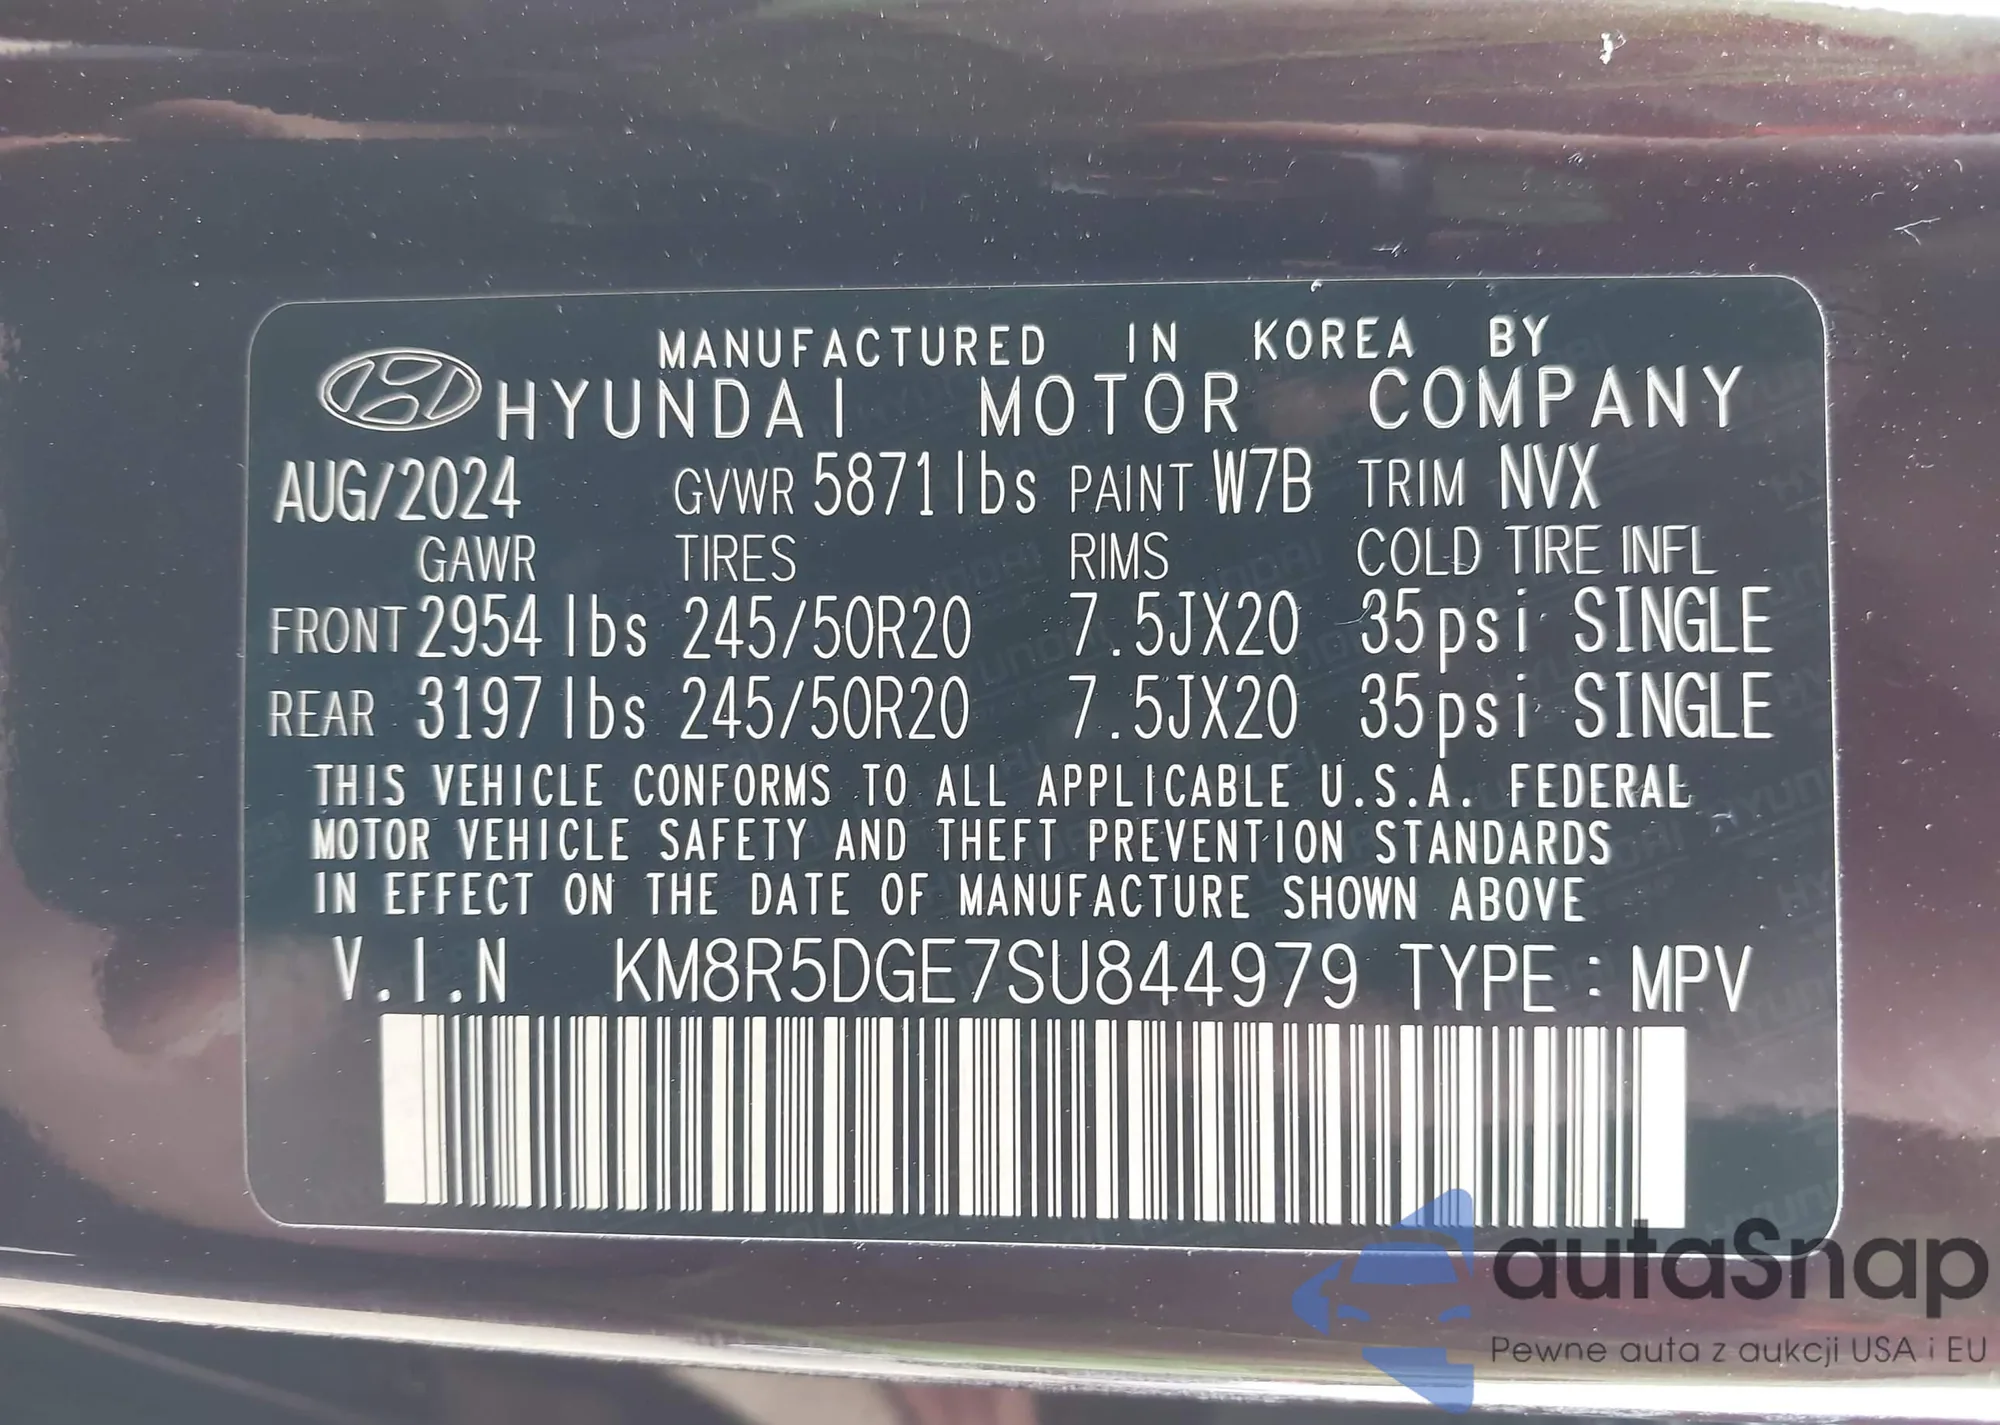 MANUFACTURED IN KOREA BY
HYUNDAI MOTOR COMPANY
AUG/2024 GVWR 5871lbs PAINT W7B TRIM NVX
GAWR TIRES RIMS COLD TIRE INFL
FRONT 2954lbs 245/50R20 7.5JX20 35psi SINGLE
REAR 3197lbs 245/50R20 7.5JX20 35psi SINGLE
THIS VEHICLE CONFORMS TO ALL APPLICABLE U.S.A. FEDERAL
MOTOR VEHICLE SAFETY AND THEFT PREVENTION STANDARDS
IN EFFECT ON THE DATE OF MANUFACTURE SHOWN ABOVE
V.I.N KM8R5DGE7SU844979 TYPE : MPV
autaSnap
Pewne auta z aukcji USA i EU